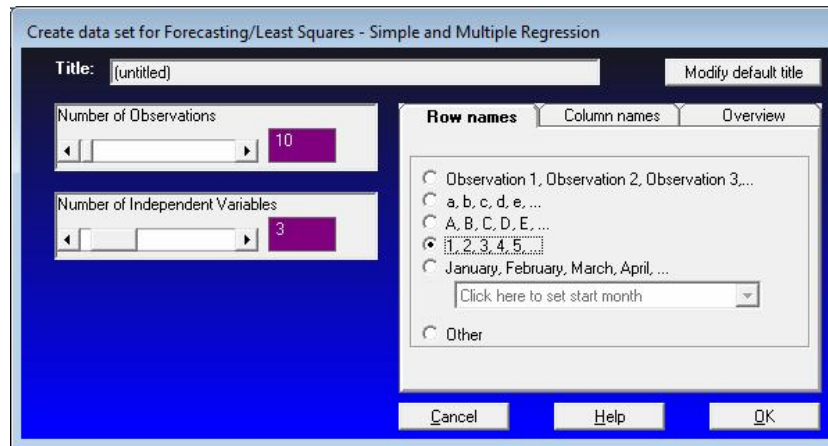 Create data set for Forecasting/Least Squares - Simple and Multiple Regression
Title: (untitled)
Modify default title
Number of Observations
10
Number of Independent Variables
3
Row names
Column names
Overview
Observation 1, Observation 2, Observation 3,...
a, b, c, d, e, ...
A, B, C, D, E, ...
1, 2, 3, 4, 5, ...
January, February, March, April, ...
Click here to set start month
Other
Cancel
Help
OK